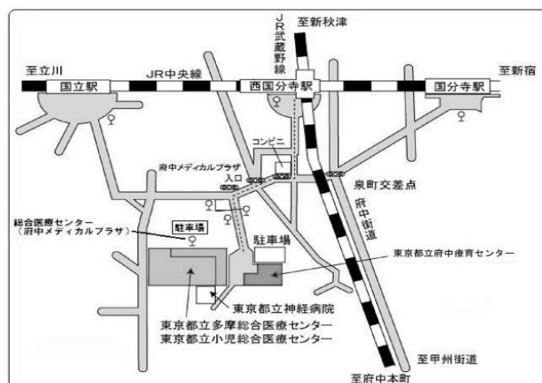 至新秋津
JR武蔵野線
至立川
JR中央線
至新宿
国立駅
西国分寺駅
国分寺駅
コンビニ
府中メディカルプラザ
入口
泉町交差点
府中街道
総合医療センター
(府中メディカルプラザ)
駐車場
駐車場
東京都立府中療育センター
東京都立神経病院
東京都立多摩総合医療センター
東京都立小児総合医療センター
至甲州街道
至府中本町